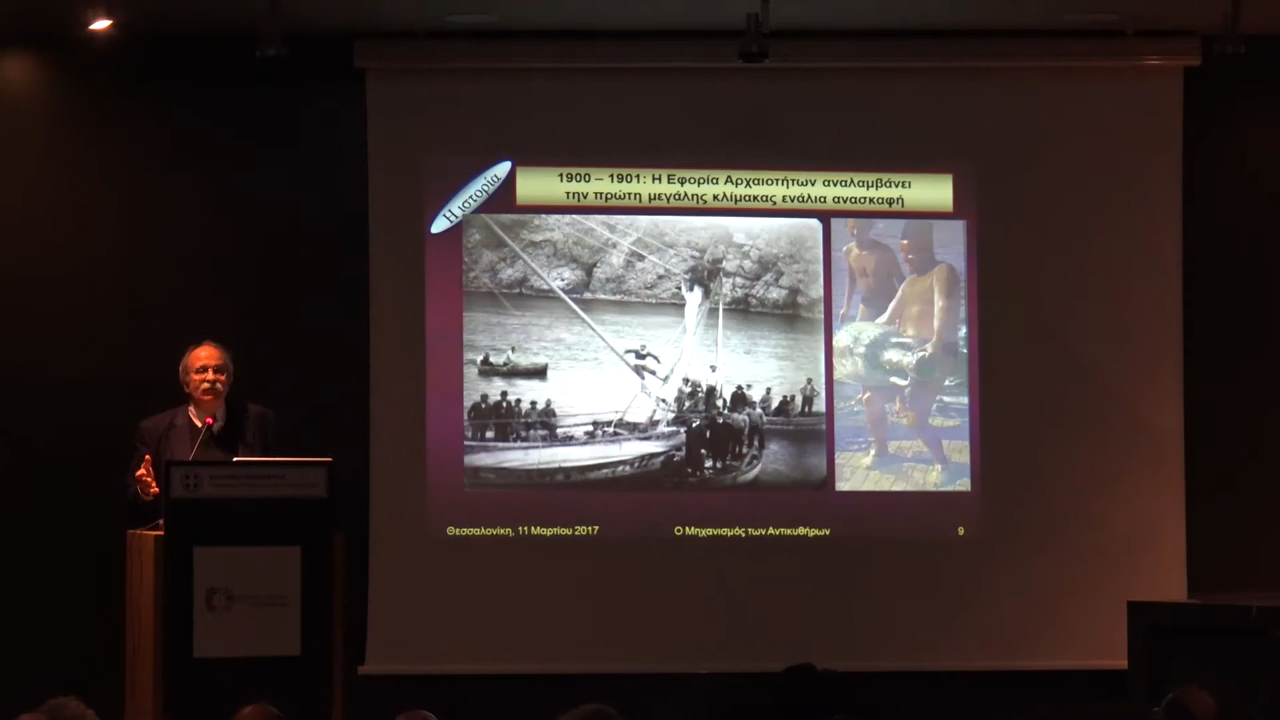 Η ιστορία
1900 – 1901: Η Εφορία Αρχαιοτήτων αναλαμβάνει
την πρώτη μεγάλης κλίμακας ενάλια ανασκαφή
Θεσσαλονίκη, 11 Μαρτίου 2017
Ο Μηχανισμός των Αντικυθήρων
9